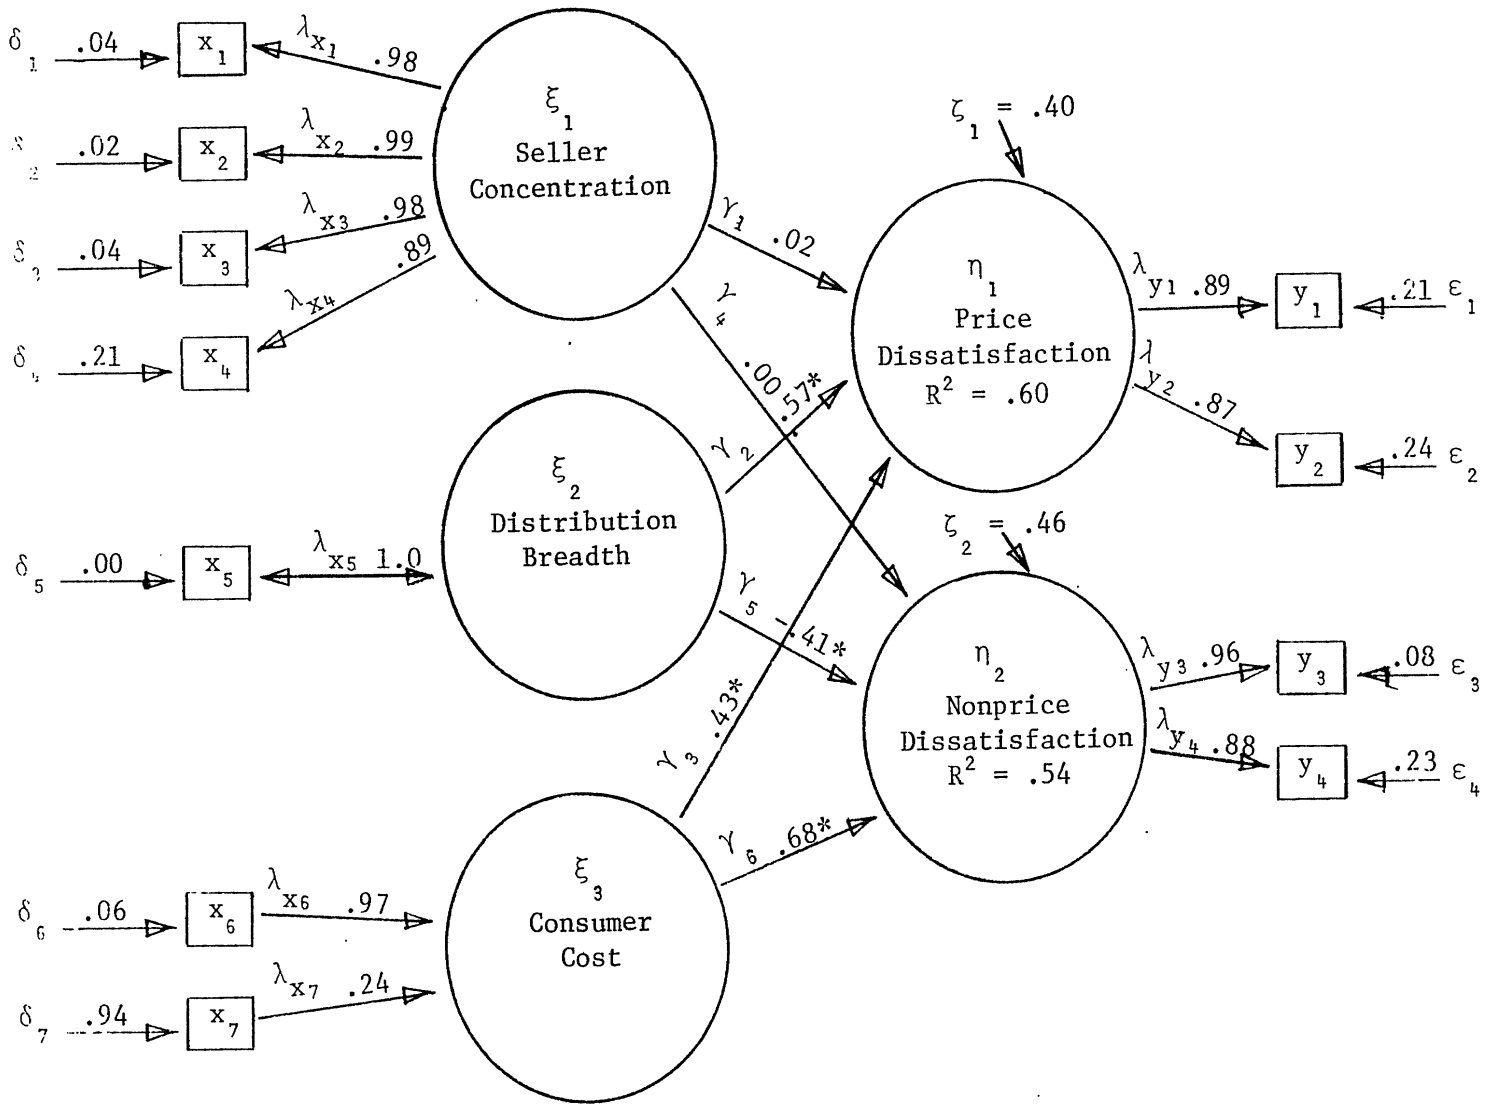 δ1 .04 x1 λx1 .98
.02 x2 λx2 .99
.04 x3 λx3 .98
.21 x4 λx4 .89
ξ1
Seller
Concentration
γ1 .02
γ4 .00
ζ1 = .40
η1
Price
Dissatisfaction
R² = .60
λy1 .89 y1 .21 ε1
λy2 .87 y2 .24 ε2
δ5 .00 x5 λx5 1.0
ξ2
Distribution
Breadth
γ2 .57*
γ5 -.41*
ζ2 = .46
η2
Nonprice
Dissatisfaction
R² = .54
λy3 .96 y3 .08 ε3
λy4 .88 y4 .23 ε4
γ3 .43*
γ6 .68*
δ6 .06 x6 λx6 .97
δ7 .94 x7 λx7 .24
ξ3
Consumer
Cost